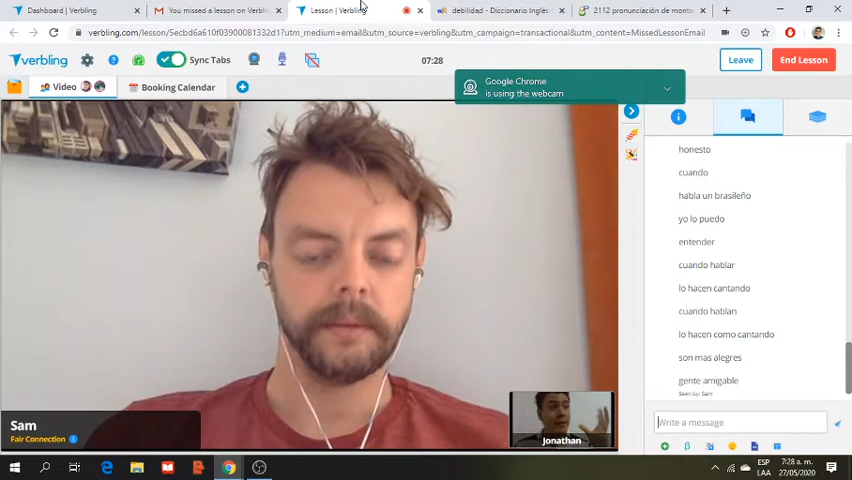 Dashboard | Verbling
You missed a lesson on Verblin
Lesson | Verbling
debilidad - Diccionario Inglés-
2112 pronunciación de monte
verbling.com/lesson/5ecbd6a610f03900081332d1?utm_medium=email&utm_source=verbling&utm_campaign=transactional&utm_content=MissedLessonEmail
verbling
Sync Tabs
07:28
Leave
End Lesson
Google Chrome
is using the webcam
Video
Booking Calendar
honesto
cuando
habla un brasileño
yo lo puedo
entender
cuando hablar
lo hacen cantando
cuando hablan
lo hacen como cantando
son mas alegres
gente amigable
Seen by: Sam
Sam
Fair Connection
Jonathan
Write a message
ESP
LAA
7:28 a. m.
27/05/2020